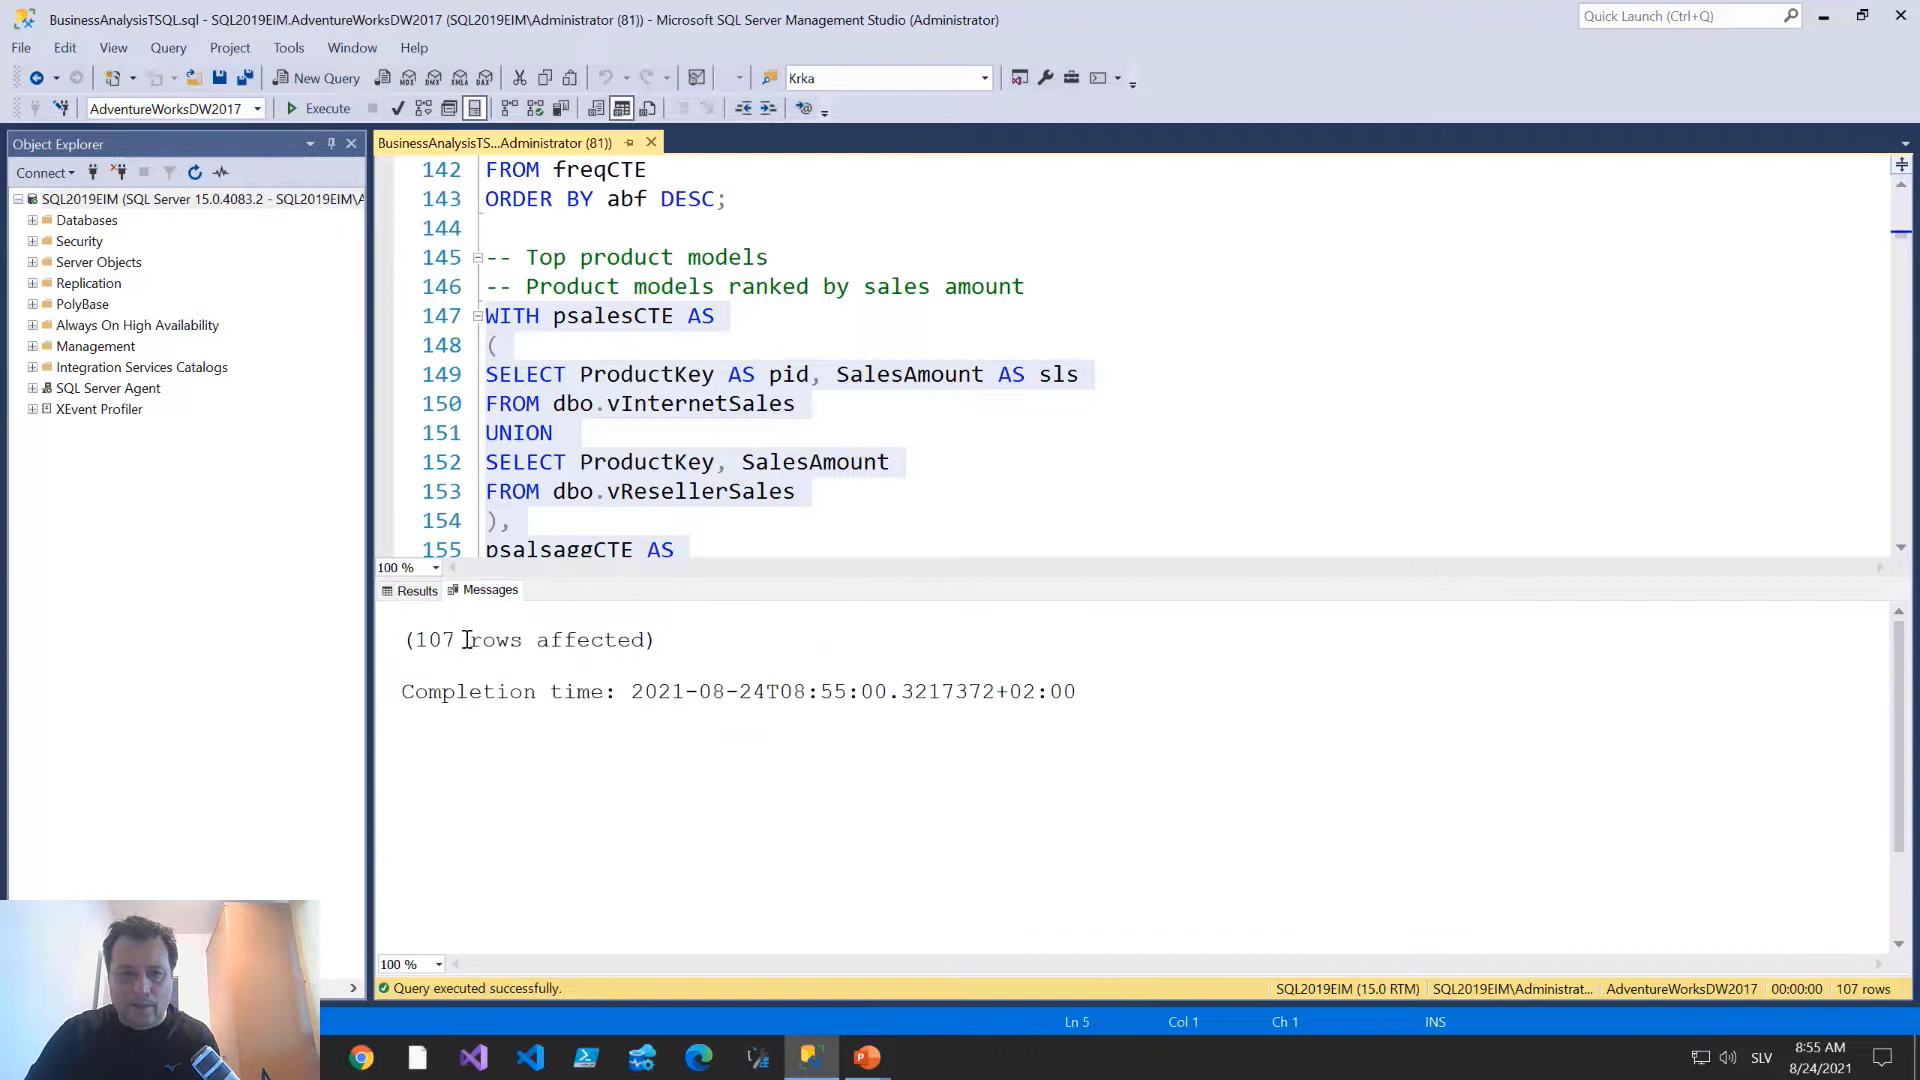 BusinessAnalysisTSQL.sql - SQL2019EIM.AdventureWorksDW2017 (SQL2019EIM\Administrator (81)) - Microsoft SQL Server Management Studio (Administrator)
Quick Launch (Ctrl+Q)
File Edit View Query Project Tools Window Help
New Query
MDX DMX XMLA DAX
Krka
AdventureWorksDW2017
Execute
Object Explorer
BusinessAnalysisTS...Administrator (81))
Connect
SQL2019EIM (SQL Server 15.0.4083.2 - SQL2019EIM\A
Databases
Security
Server Objects
Replication
PolyBase
Always On High Availability
Management
Integration Services Catalogs
SQL Server Agent
XEvent Profiler
142 FROM freqCTE
143 ORDER BY abf DESC;
144
145 -- Top product models
146 -- Product models ranked by sales amount
147 WITH psalesCTE AS
148 (
149 SELECT ProductKey AS pid, SalesAmount AS sls
150 FROM dbo.vInternetSales
151 UNION
152 SELECT ProductKey, SalesAmount
153 FROM dbo.vResellerSales
154 ),
155 psalsaggCTE AS
100 %
Results Messages
(107 rows affected)
Completion time: 2021-08-24T08:55:00.3217372+02:00
100 %
Query executed successfully.
SQL2019EIM (15.0 RTM) SQL2019EIM\Administrat... AdventureWorksDW2017 00:00:00 107 rows
Ln 5 Col 1 Ch 1 INS
SLV
8:55 AM
8/24/2021